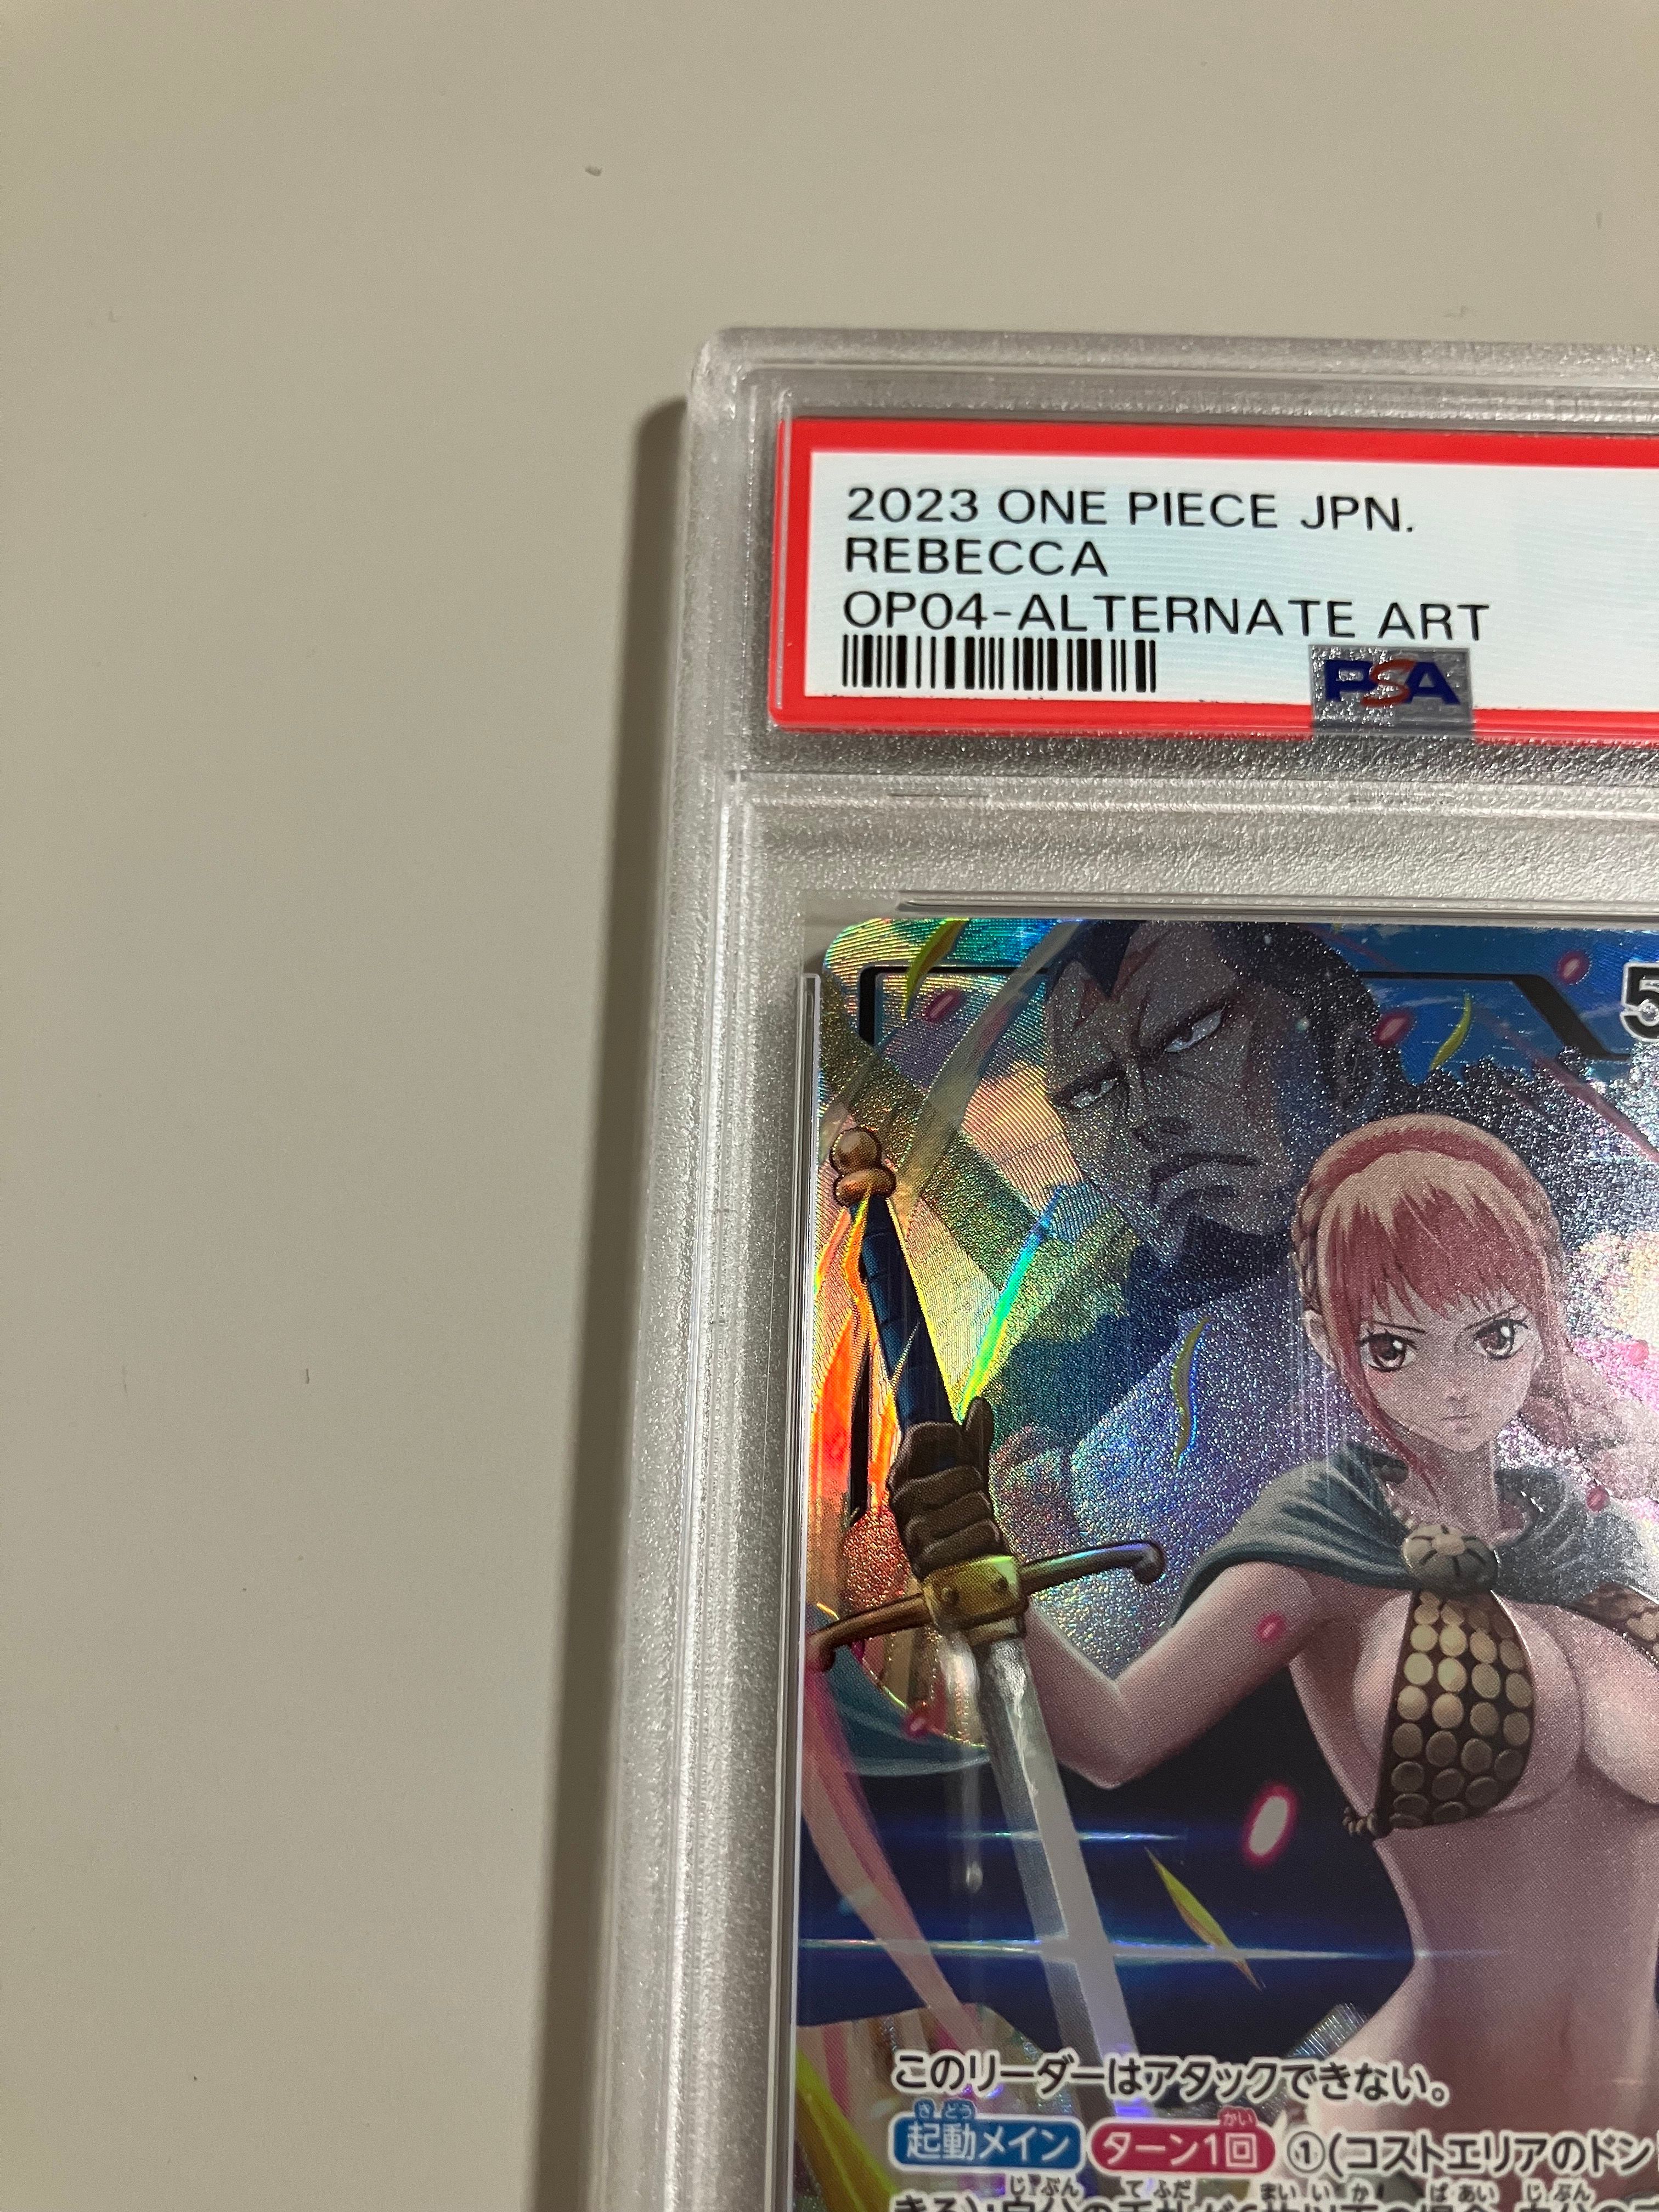 2023 ONE PIECE JPN.
REBECCA
OP04-ALTERNATE ART
PSA
5
このリーダーはアタックできない。
起動メイン ターン1回 ①(コストエリアのドン